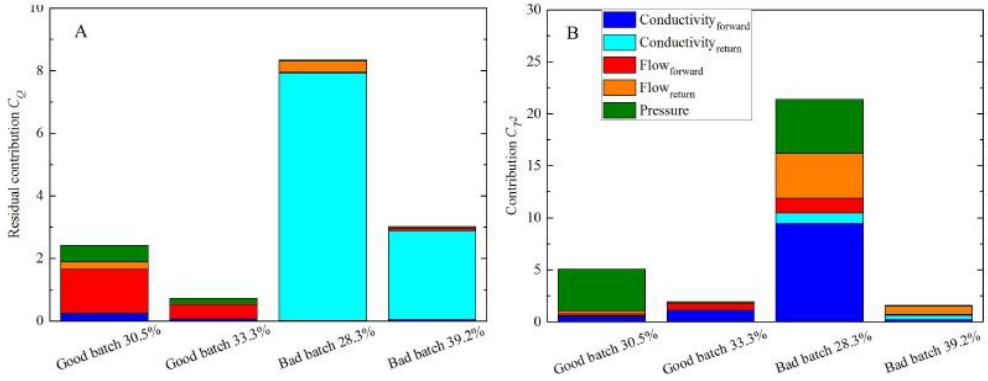 10
8
6
4
2
0
Residual contribution C_Q
A
Good batch 30.5%
Good batch 33.3%
Bad batch 28.3%
Bad batch 39.2%
30
25
20
15
10
5
0
Contribution C_T²
B
Conductivity_forward
Conductivity_return
Flow_forward
Flow_return
Pressure
Good batch 30.5%
Good batch 33.3%
Bad batch 28.3%
Bad batch 39.2%